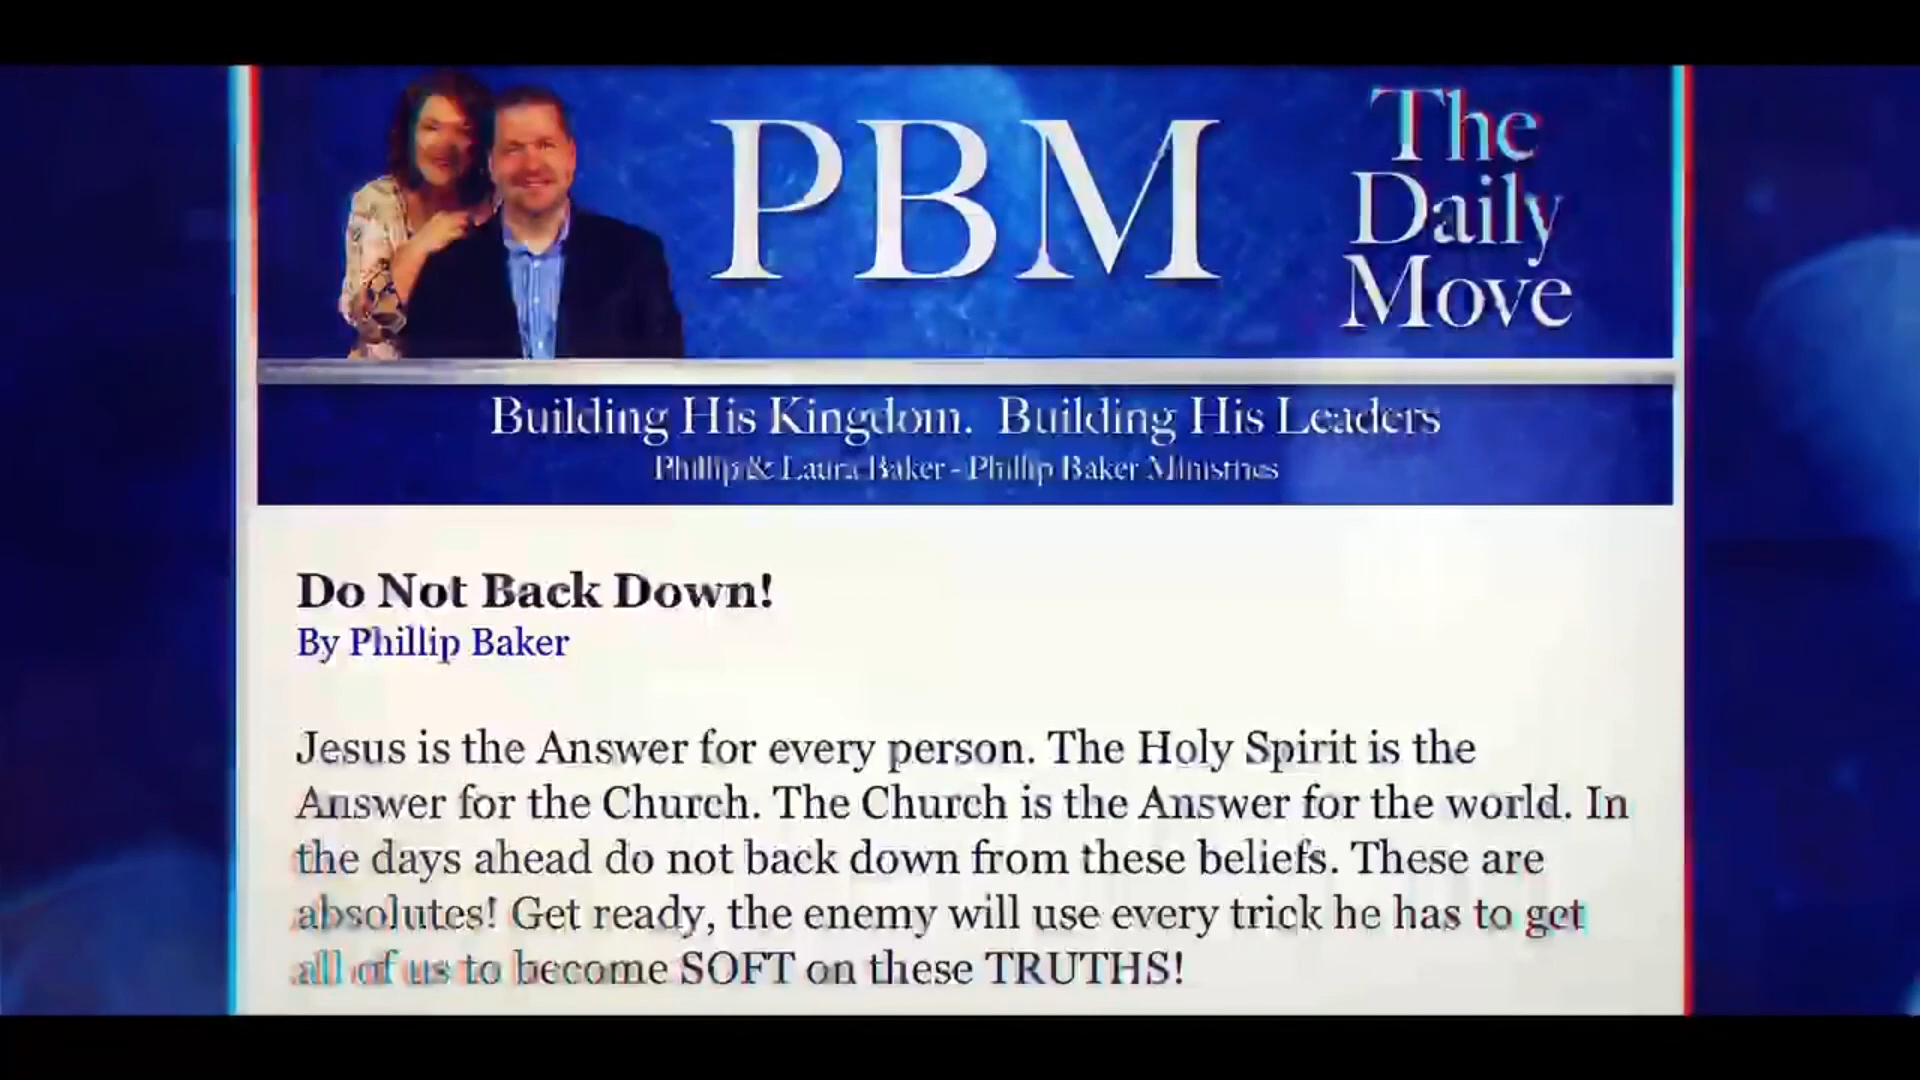 PBM
The
Daily
Move
Building His Kingdom. Building His Leaders
Phillip & Laura Baker - Phillip Baker Ministries
Do Not Back Down!
By Phillip Baker
Jesus is the Answer for every person. The Holy Spirit is the
Answer for the Church. The Church is the Answer for the world. In
the days ahead do not back down from these beliefs. These are
absolutes! Get ready, the enemy will use every trick he has to get
all of us to become SOFT on these TRUTHS!